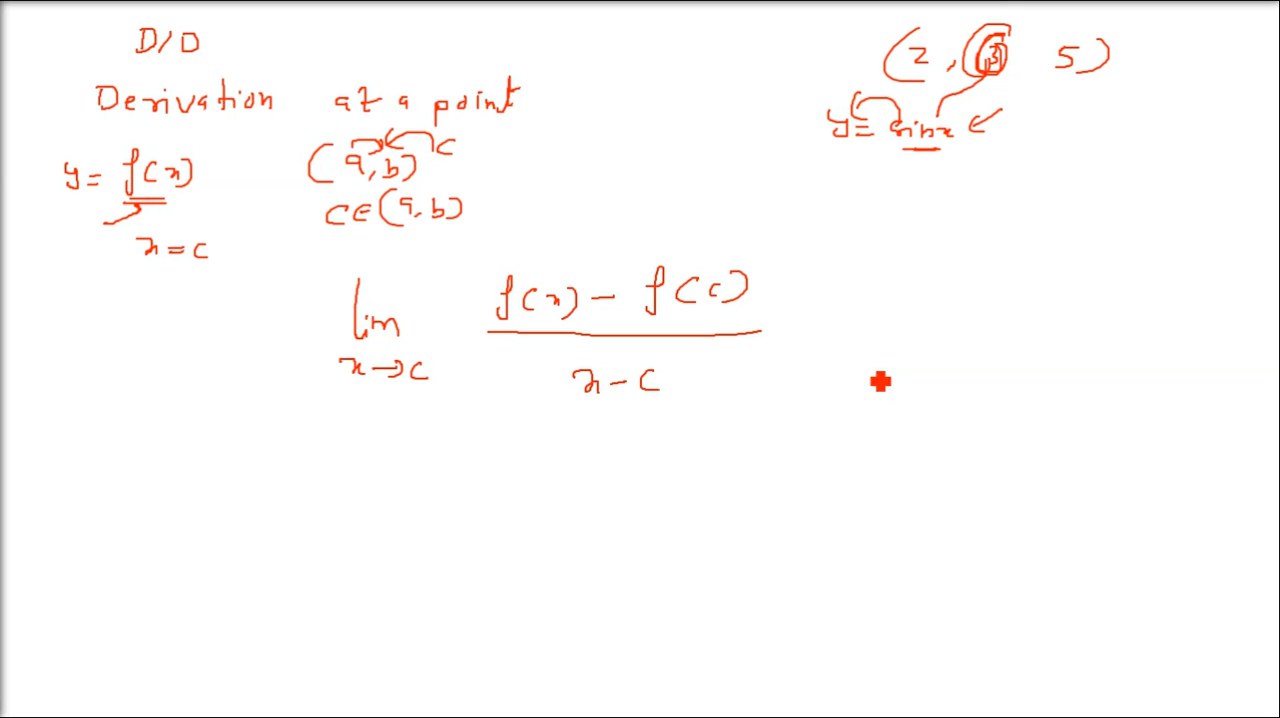 D/D
(2, 3 5)
Derivation at a point
y = sinx
y = f(x) (a, b) c
c∈(a, b)
x = c
lim f(x) - f(c)
x→c x - c